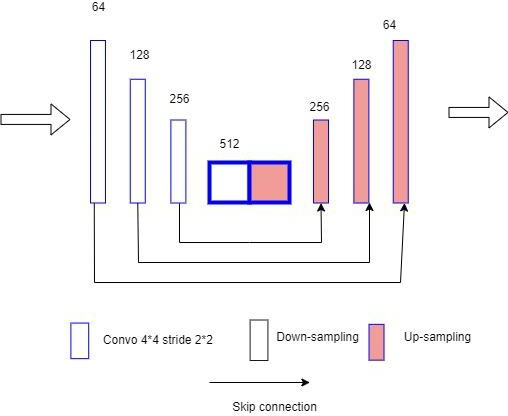 64
64
128
128
256
256
512
Convo 4*4 stride 2*2
Down-sampling
Up-sampling
Skip connection